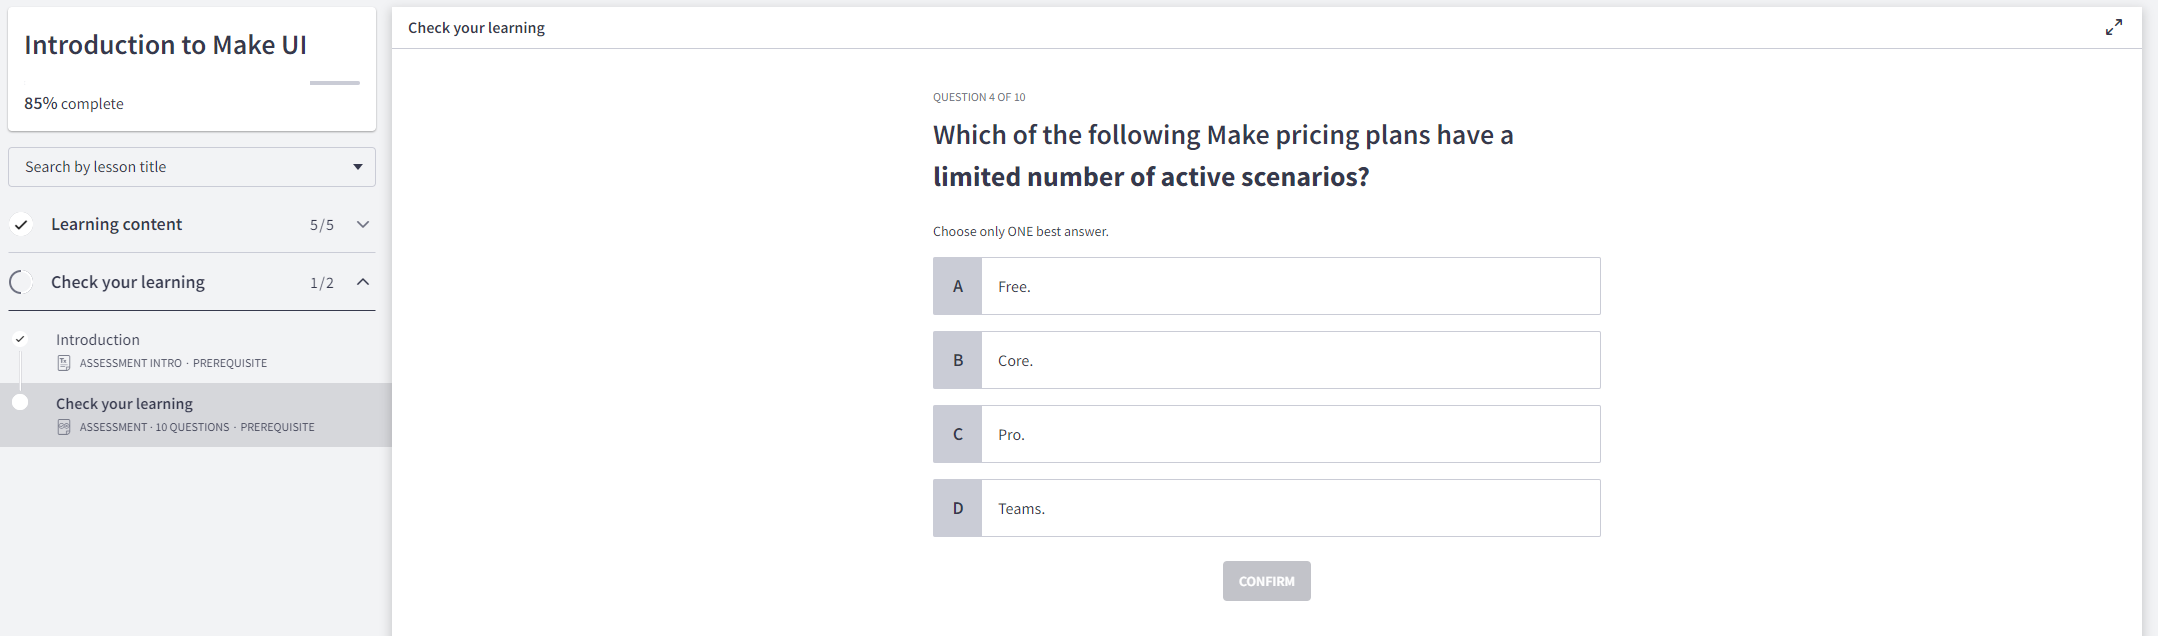 Introduction to Make UI
85% complete
Search by lesson title
Learning content 5/5
Check your learning 1/2
Introduction
ASSESSMENT INTRO · PREREQUISITE
Check your learning
ASSESSMENT · 10 QUESTIONS · PREREQUISITE
Check your learning
QUESTION 4 OF 10
Which of the following Make pricing plans have a
limited number of active scenarios?
Choose only ONE best answer.
A Free.
B Core.
C Pro.
D Teams.
CONFIRM